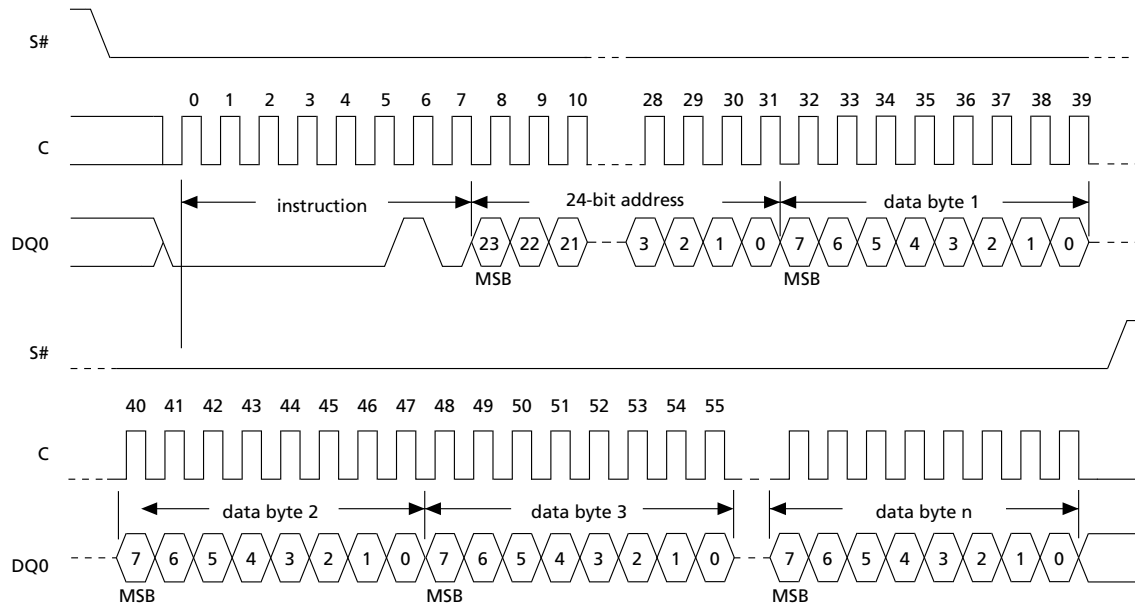 S#
0 1 2 3 4 5 6 7 8 9 10 28 29 30 31 32 33 34 35 36 37 38 39
C
instruction 24-bit address data byte 1
DQ0 23 22 21 3 2 1 0 7 6 5 4 3 2 1 0
MSB MSB
S#
40 41 42 43 44 45 46 47 48 49 50 51 52 53 54 55
C
data byte 2 data byte 3 data byte n
DQ0 7 6 5 4 3 2 1 0 7 6 5 4 3 2 1 0 7 6 5 4 3 2 1 0
MSB MSB MSB